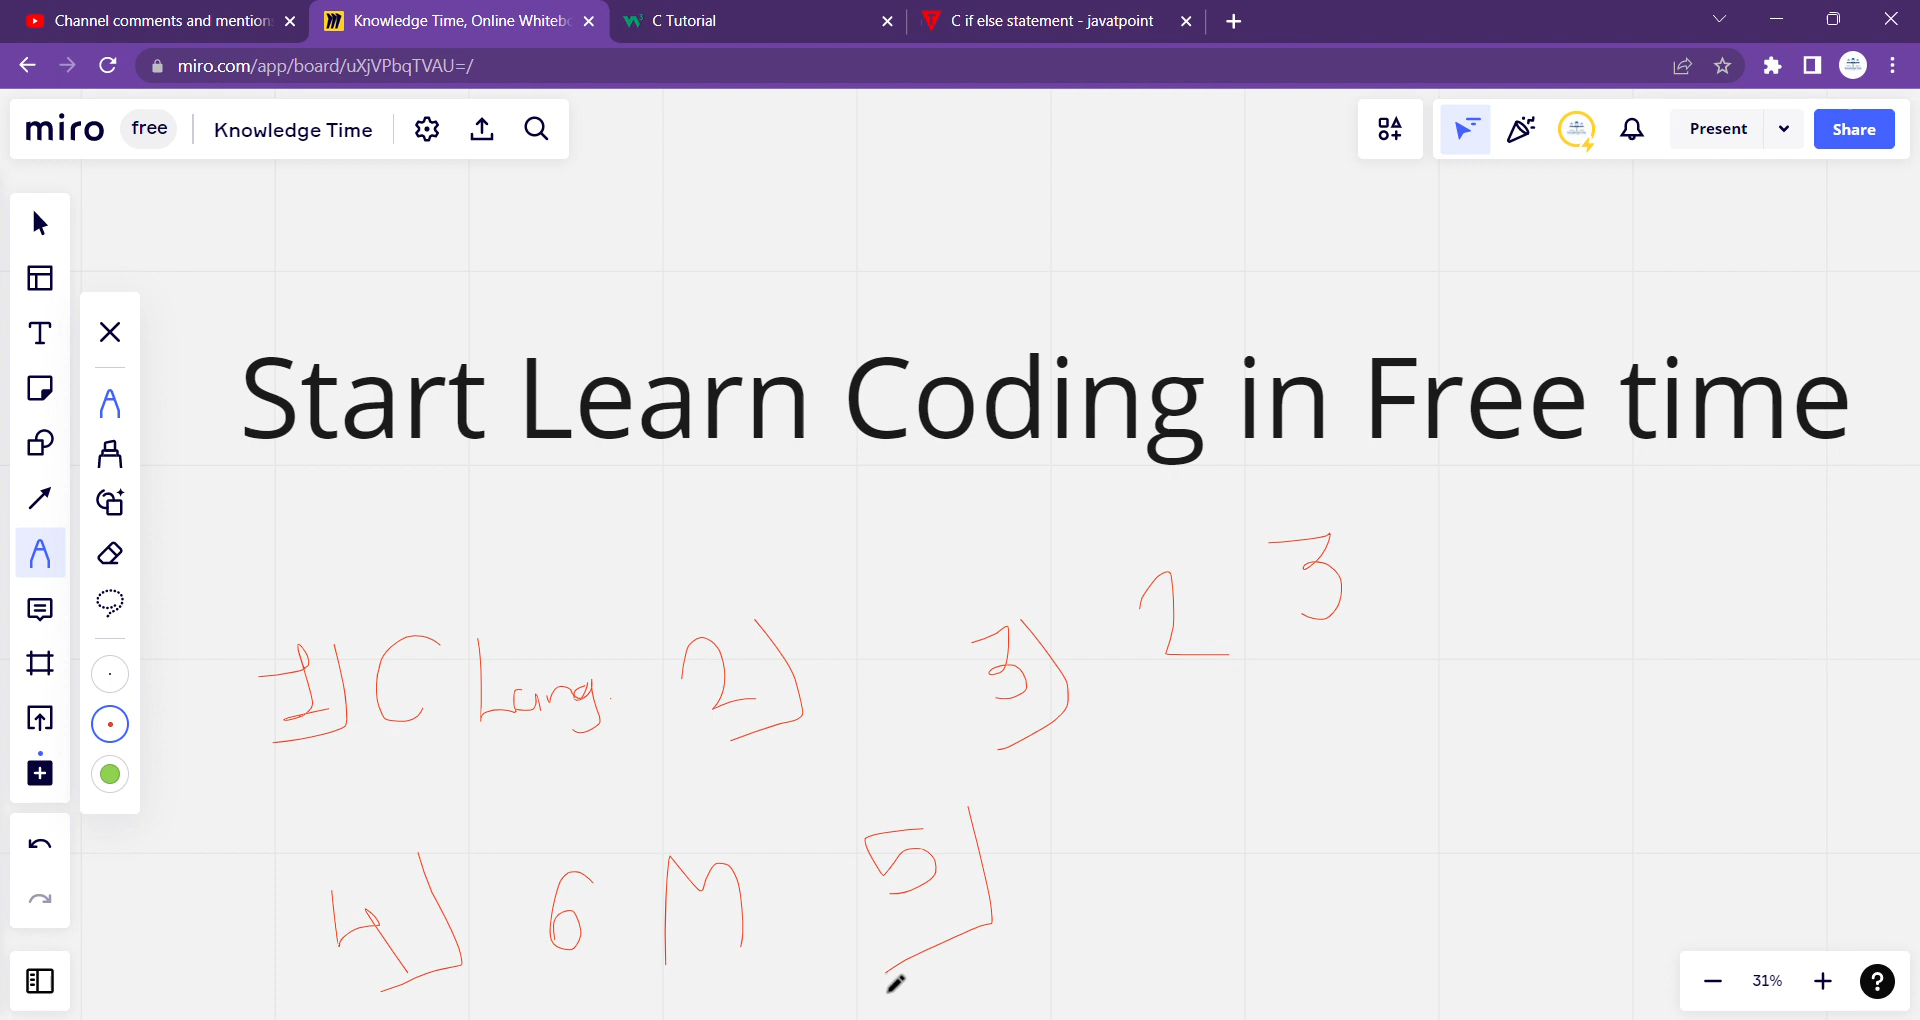 Channel comments and mention
Knowledge Time, Online Whitebo
C Tutorial
C if else statement - javatpoint
miro.com/app/board/uXjVPbqTVAU=/
miro free Knowledge Time
Present Share
Start Learn Coding in Free time
2 3
1) C Lang. 2) 3)
4) 6 M 5)
31%